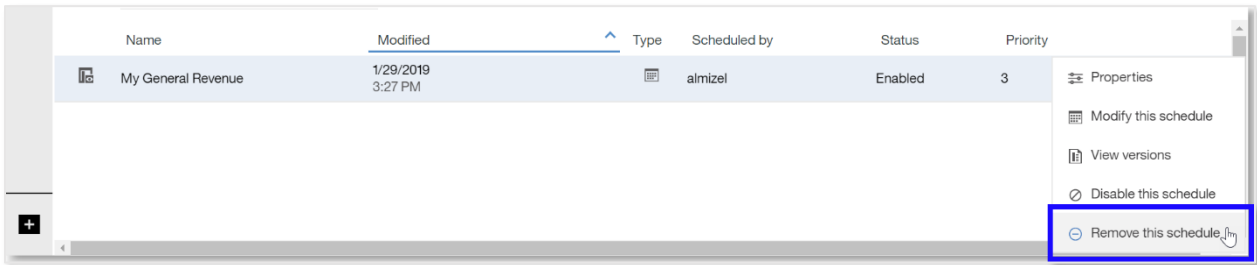 Name Modified Type Scheduled by Status Priority
My General Revenue 1/29/2019 3:27 PM almizel Enabled 3
Properties
Modify this schedule
View versions
Disable this schedule
Remove this schedule